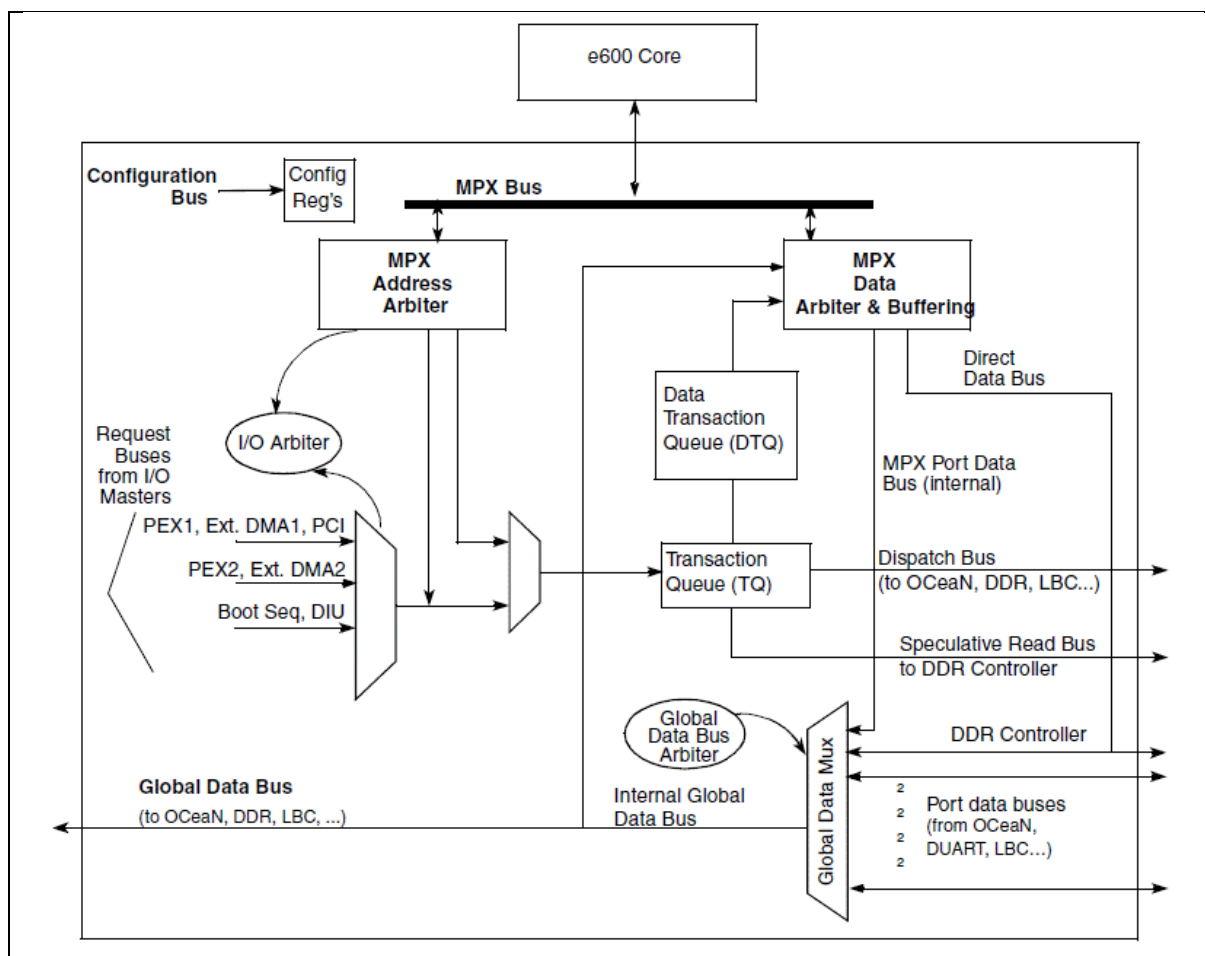 e600 Core
Configuration
Bus
Config
Reg's
MPX Bus
MPX
Address
Arbiter
MPX
Data
Arbiter & Buffering
Direct
Data Bus
Data
Transaction
Queue (DTQ)
Request
Buses
from I/O
Masters
I/O Arbiter
MPX Port Data
Bus (internal)
PEX1, Ext. DMA1, PCI
PEX2, Ext. DMA2
Boot Seq, DIU
Transaction
Queue (TQ)
Dispatch Bus
(to OCeaN, DDR, LBC...)
Speculative Read Bus
to DDR Controller
Global
Data Bus
Arbiter
Global Data Mux
DDR Controller
Global Data Bus
(to OCeaN, DDR, LBC, ...)
Internal Global
Data Bus
2
2
2
2
Port data buses
(from OCeaN,
DUART, LBC...)